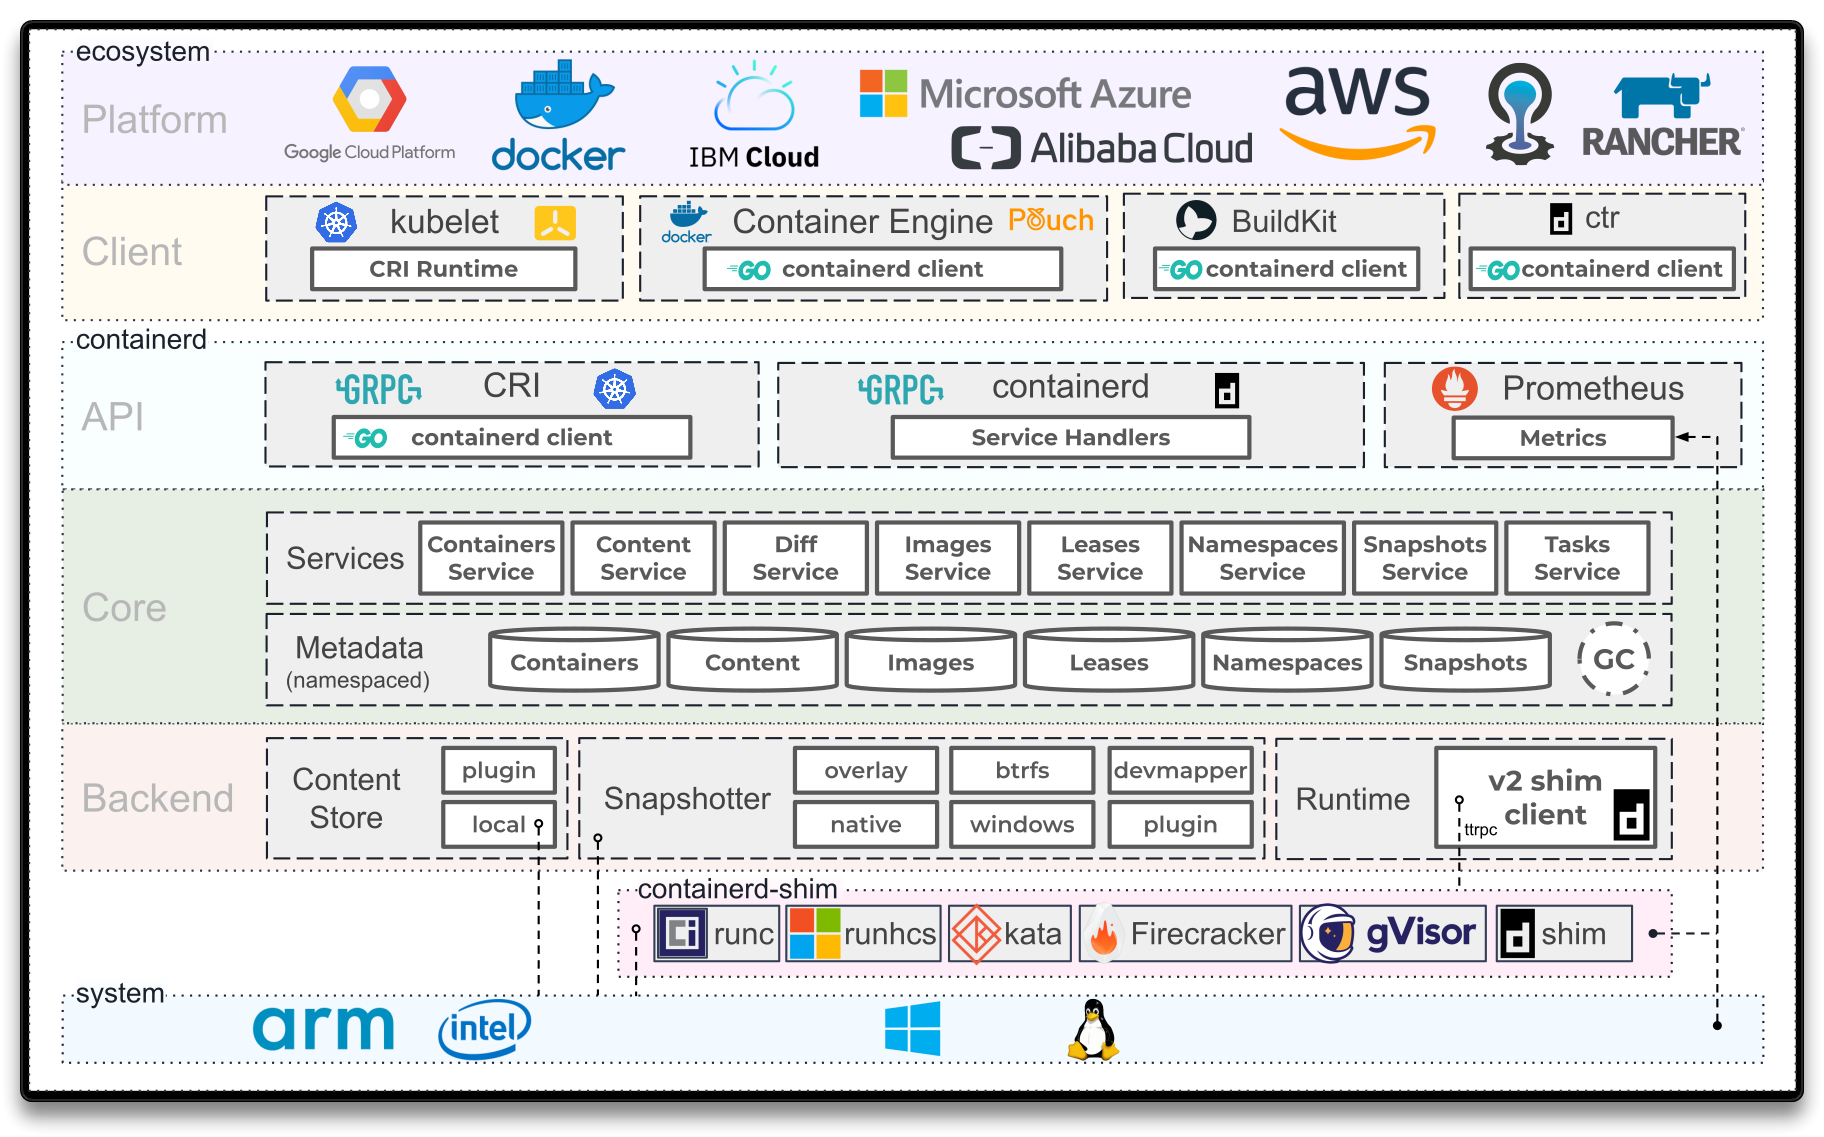 ecosystem
Platform
Google Cloud Platform
docker
IBM Cloud
Microsoft Azure
Alibaba Cloud
aws
RANCHER
Client
kubelet
CRI Runtime
docker
Container Engine
Pouch
GO containerd client
BuildKit
GO containerd client
ctr
GO containerd client
containerd
API
GRPC
CRI
GO containerd client
GRPC
containerd
d
Service Handlers
Prometheus
Metrics
Core
Services
Containers
Service
Content
Service
Diff
Service
Images
Service
Leases
Service
Namespaces
Service
Snapshots
Service
Tasks
Service
Metadata
(namespaced)
Containers
Content
Images
Leases
Namespaces
Snapshots
GC
Backend
Content
Store
plugin
local
Snapshotter
overlay
btrfs
devmapper
native
windows
plugin
Runtime
v2 shim
client
ttrpc
containerd-shim
runc
runhcs
kata
Firecracker
gVisor
shim
system
arm
intel